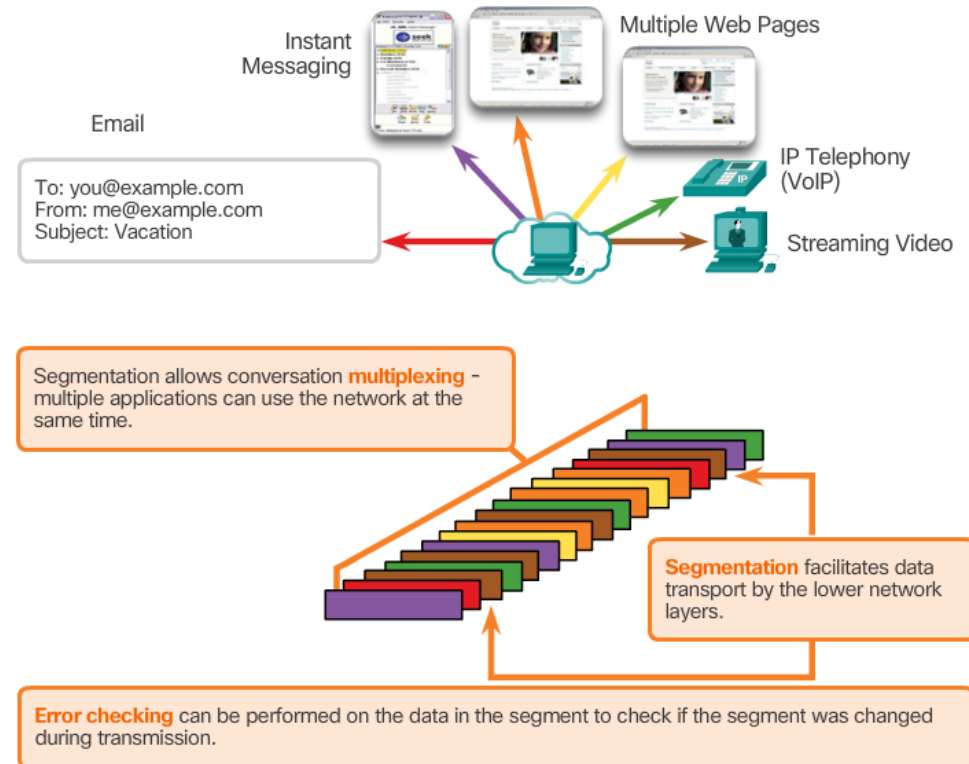 Instant
Messaging
Multiple Web Pages
Email
seek
To: you@example.com
From: me@example.com
Subject: Vacation
IP Telephony
(VoIP)
IP
Streaming Video
Segmentation allows conversation multiplexing -
multiple applications can use the network at the
same time.
Segmentation facilitates data
transport by the lower network
layers.
Error checking can be performed on the data in the segment to check if the segment was changed
during transmission.